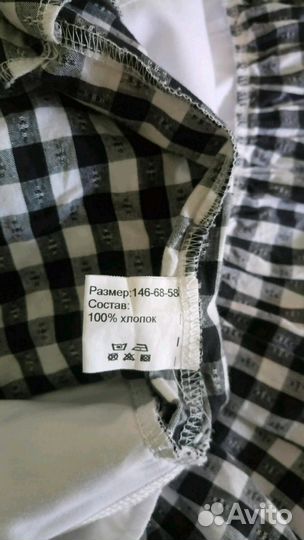 Размер:146-68-58
Состав:
100% хлопок
Avito